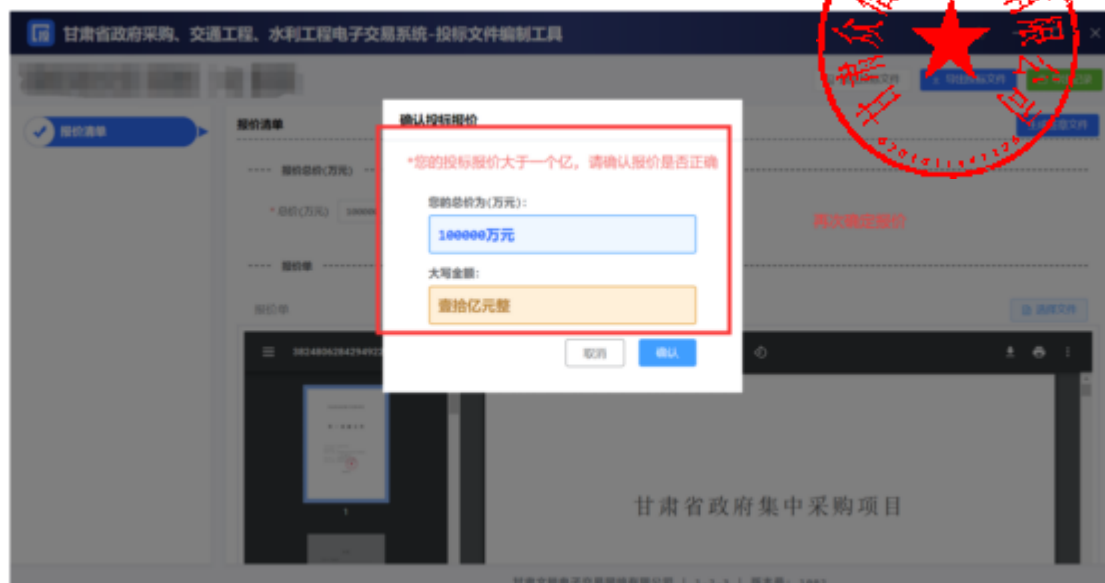 甘肃省政府采购、交通工程、水利工程电子交易系统-投标文件编制工具
报价清单
报价清单
确认投标报价
*您的投标报价大于一个亿，请确认报价是否正确
报价总价(万元)
您的总价为(万元):
* 总价(万元)
100000万元
再次确定报价
大写金额:
壹拾亿元整
报价单
报价单
选择文件
取消
确认
1
甘肃省政府集中采购项目